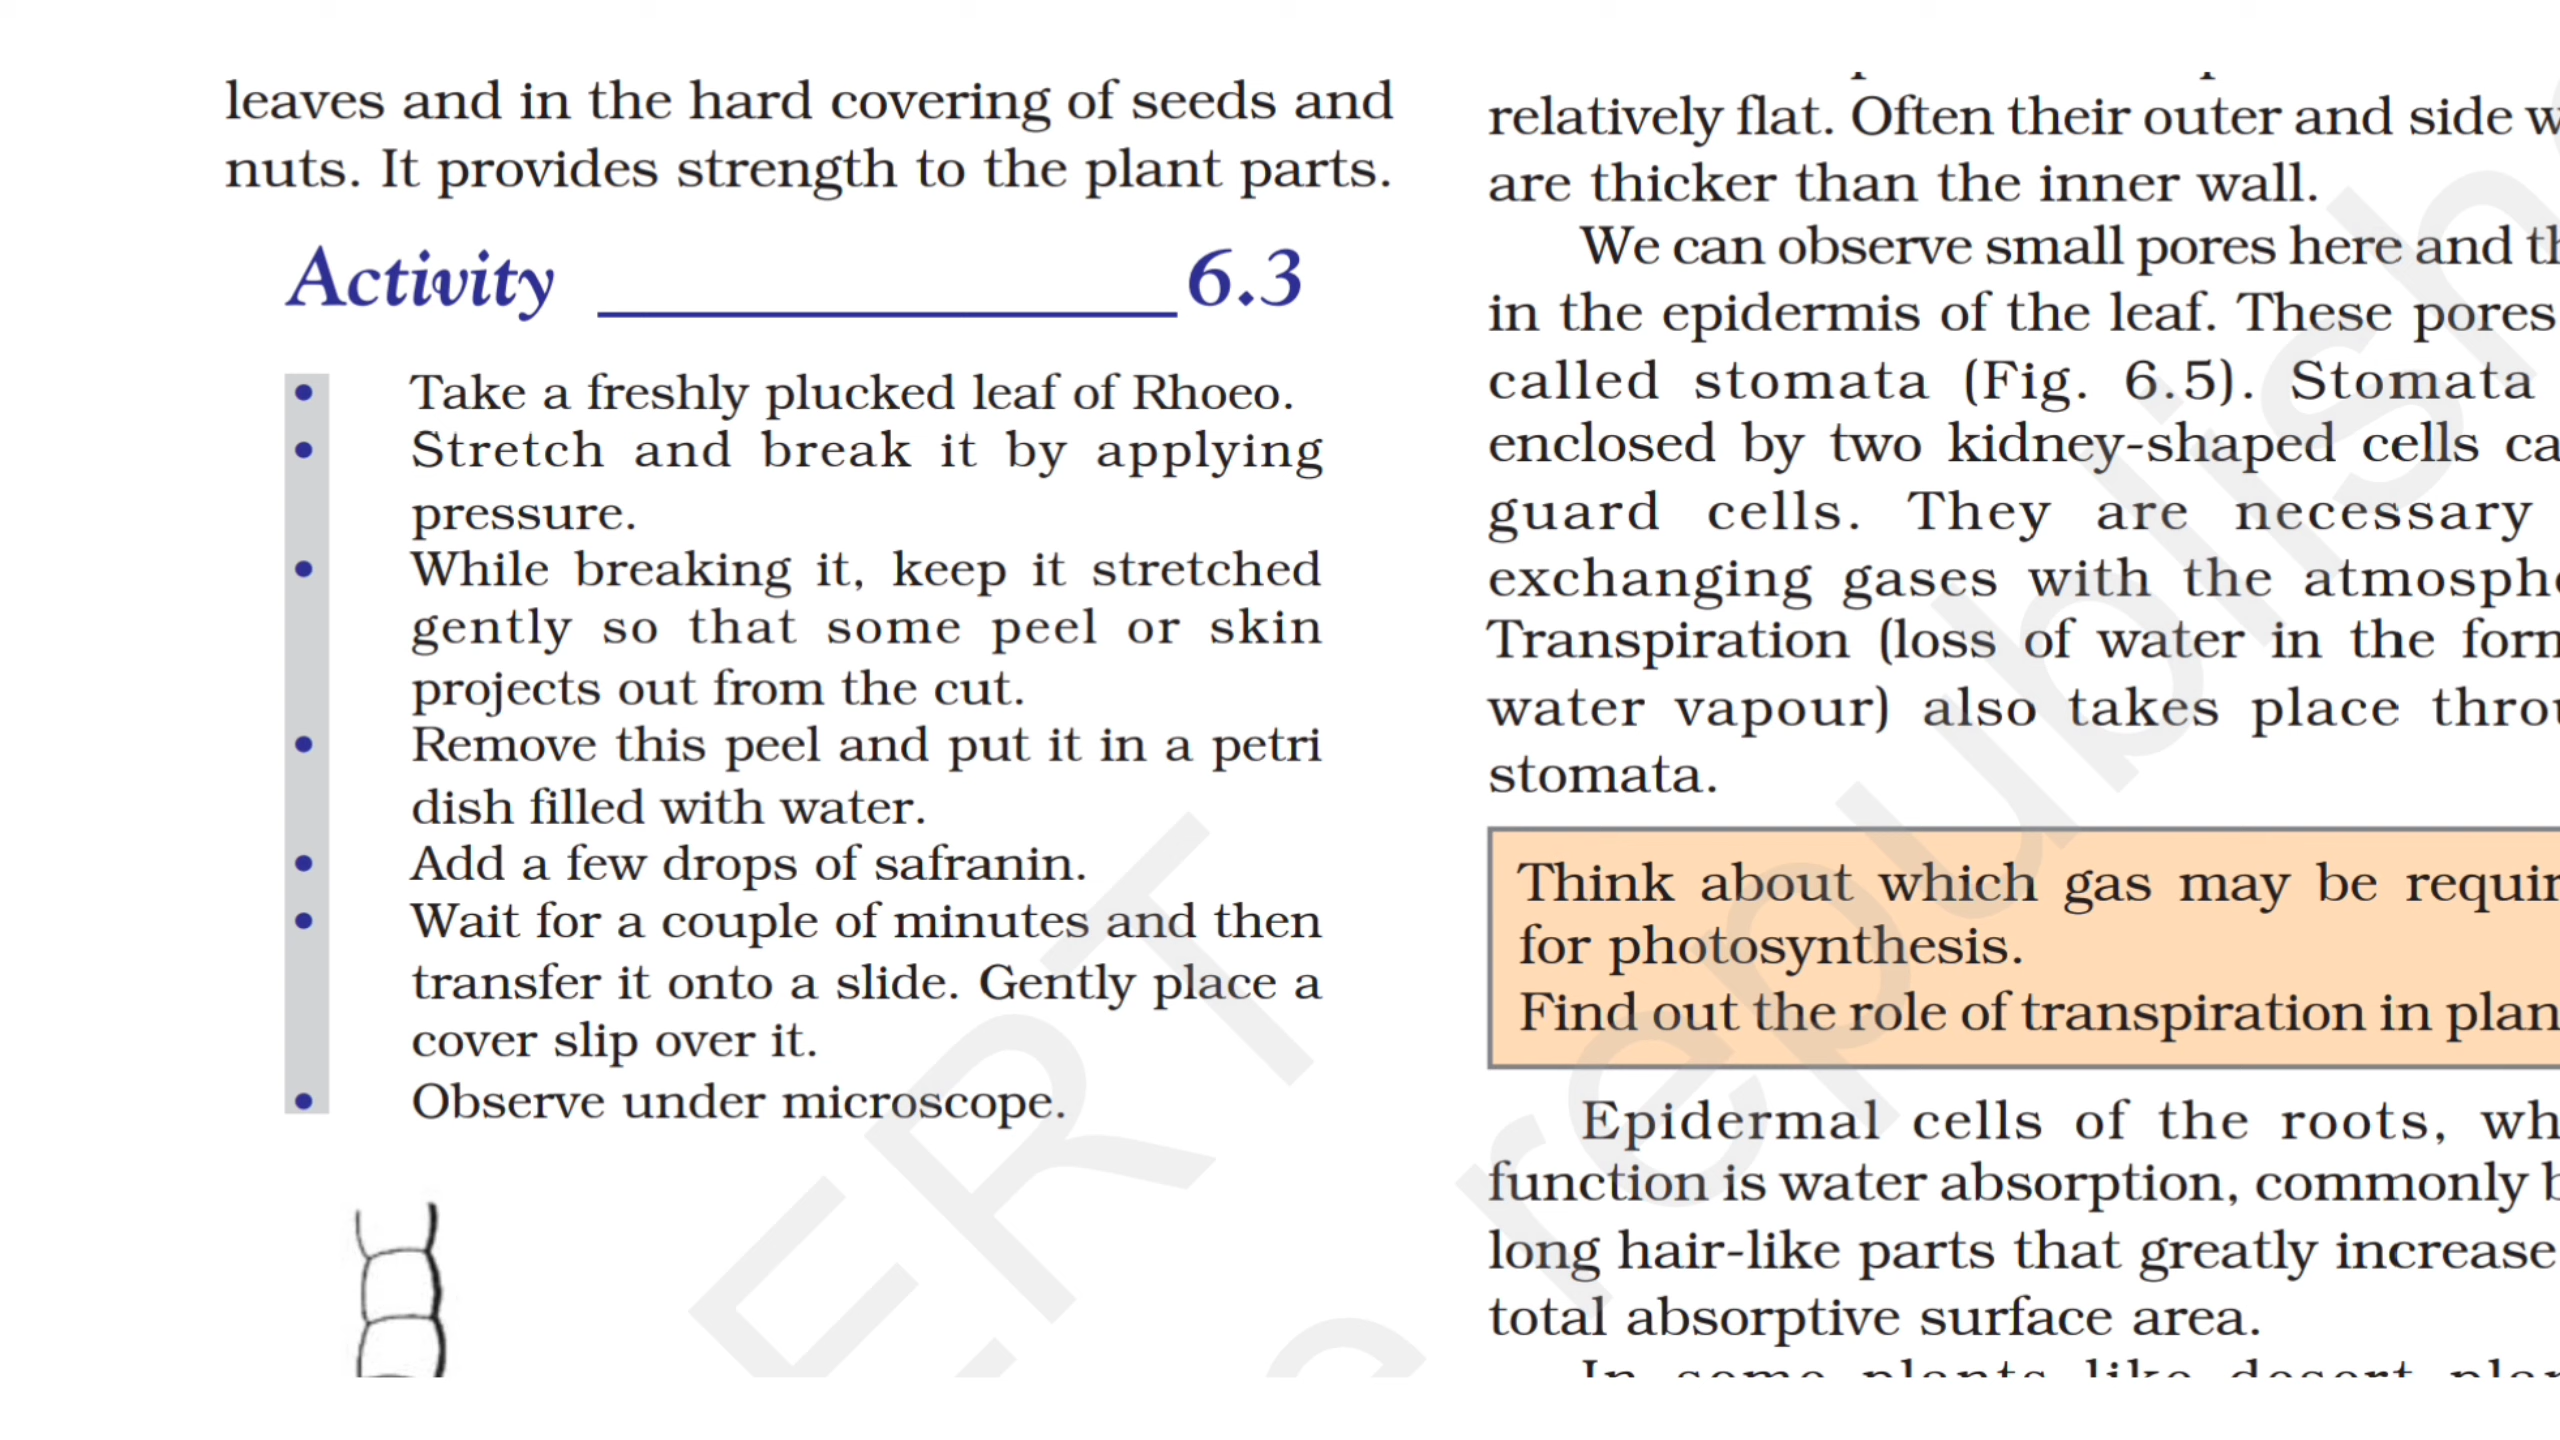 leaves and in the hard covering of seeds and
nuts. It provides strength to the plant parts.
Activity 6.3
• Take a freshly plucked leaf of Rhoeo.
• Stretch and break it by applying
pressure.
• While breaking it, keep it stretched
gently so that some peel or skin
projects out from the cut.
• Remove this peel and put it in a petri
dish filled with water.
• Add a few drops of safranin.
• Wait for a couple of minutes and then
transfer it onto a slide. Gently place a
cover slip over it.
• Observe under microscope.
relatively flat. Often their outer and side
are thicker than the inner wall.
We can observe small pores here and
in the epidermis of the leaf. These pores
called stomata (Fig. 6.5). Stomata
enclosed by two kidney-shaped cells
guard cells. They are necessary
exchanging gases with the
Transpiration (loss of water in the
water vapour) also takes place
stomata.
Think about which gas may be
for photosynthesis.
Find out the role of transpiration in
Epidermal cells of the roots,
function is water absorption, commonly
long hair-like parts that greatly increase
total absorptive surface area.
In some plants like desert
republish